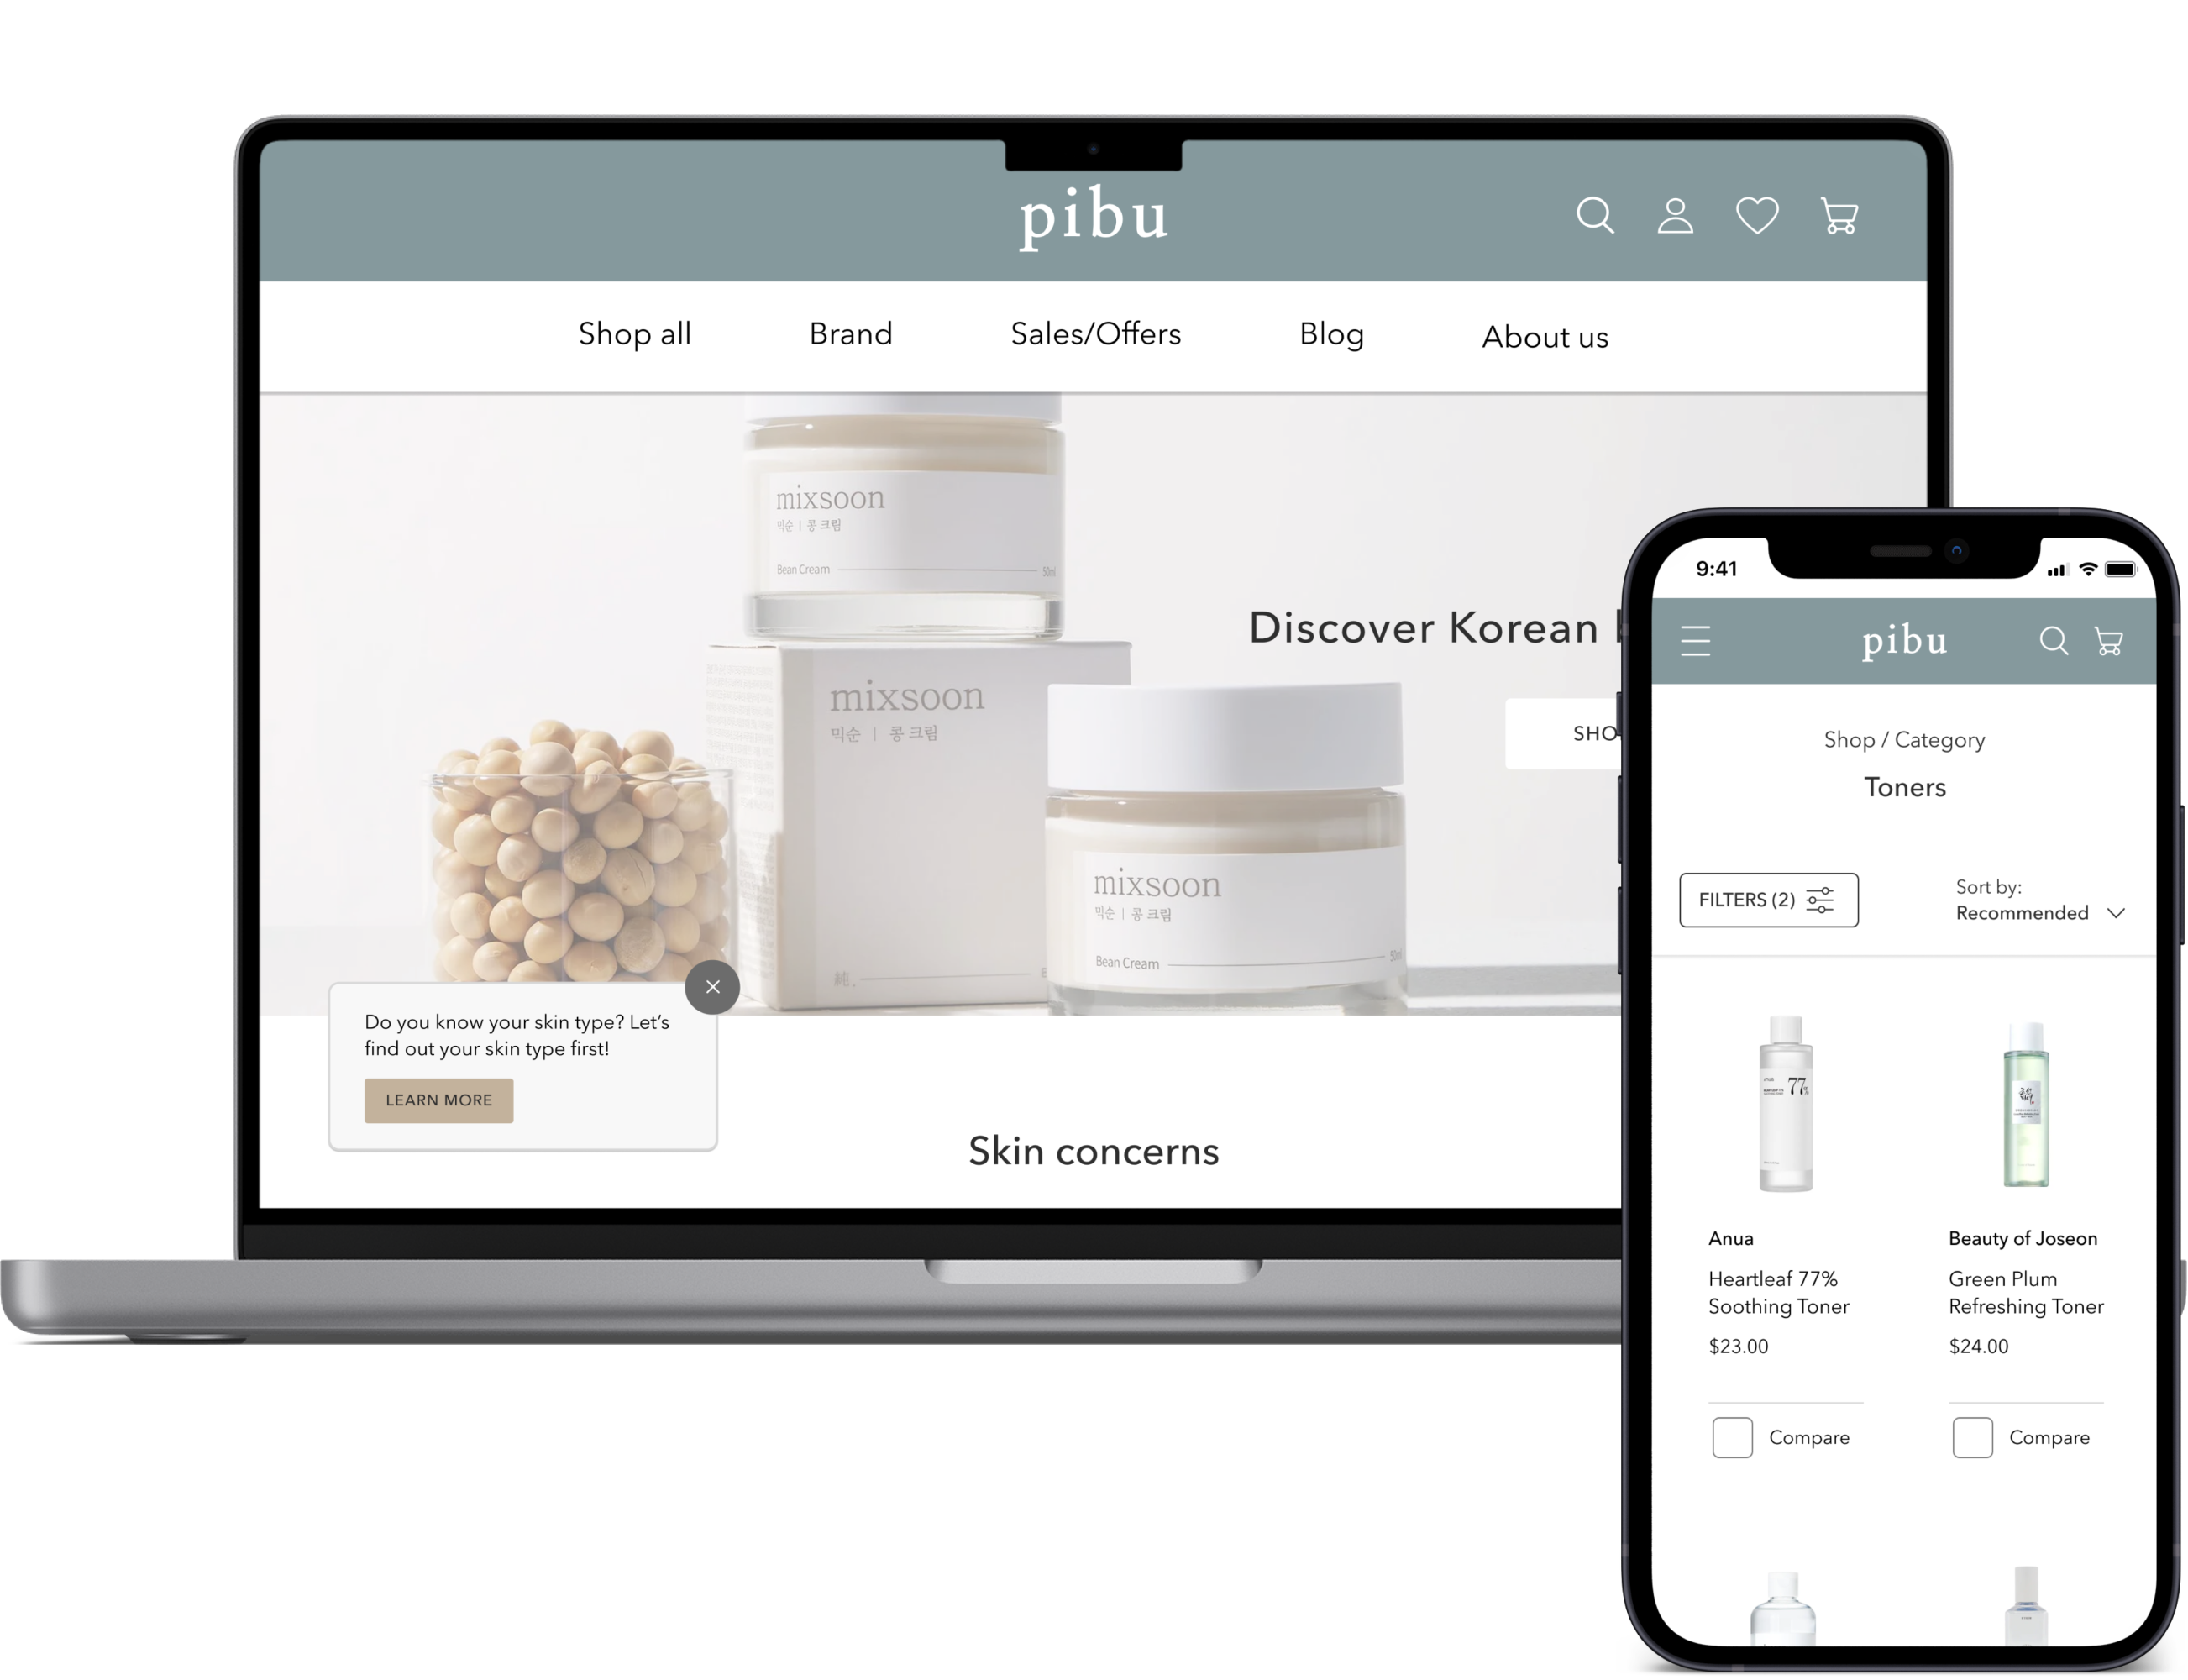 pibu
Shop all
Brand
Sales/Offers
Blog
About us
mixsoon
믹순 | 콩 크림
Bean Cream
50ml
Discover Korean
SHO
mixsoon
믹순 | 콩 크림
純.
mixsoon
믹순 | 콩 크림
Bean Cream
50ml
Do you know your skin type? Let’s
find out your skin type first!
LEARN MORE
Skin concerns
9:41
pibu
Shop / Category
Toners
FILTERS (2)
Sort by:
Recommended
77%
Anua
Heartleaf 77%
Soothing Toner
$23.00
Compare
Beauty of Joseon
Green Plum
Refreshing Toner
$24.00
Compare